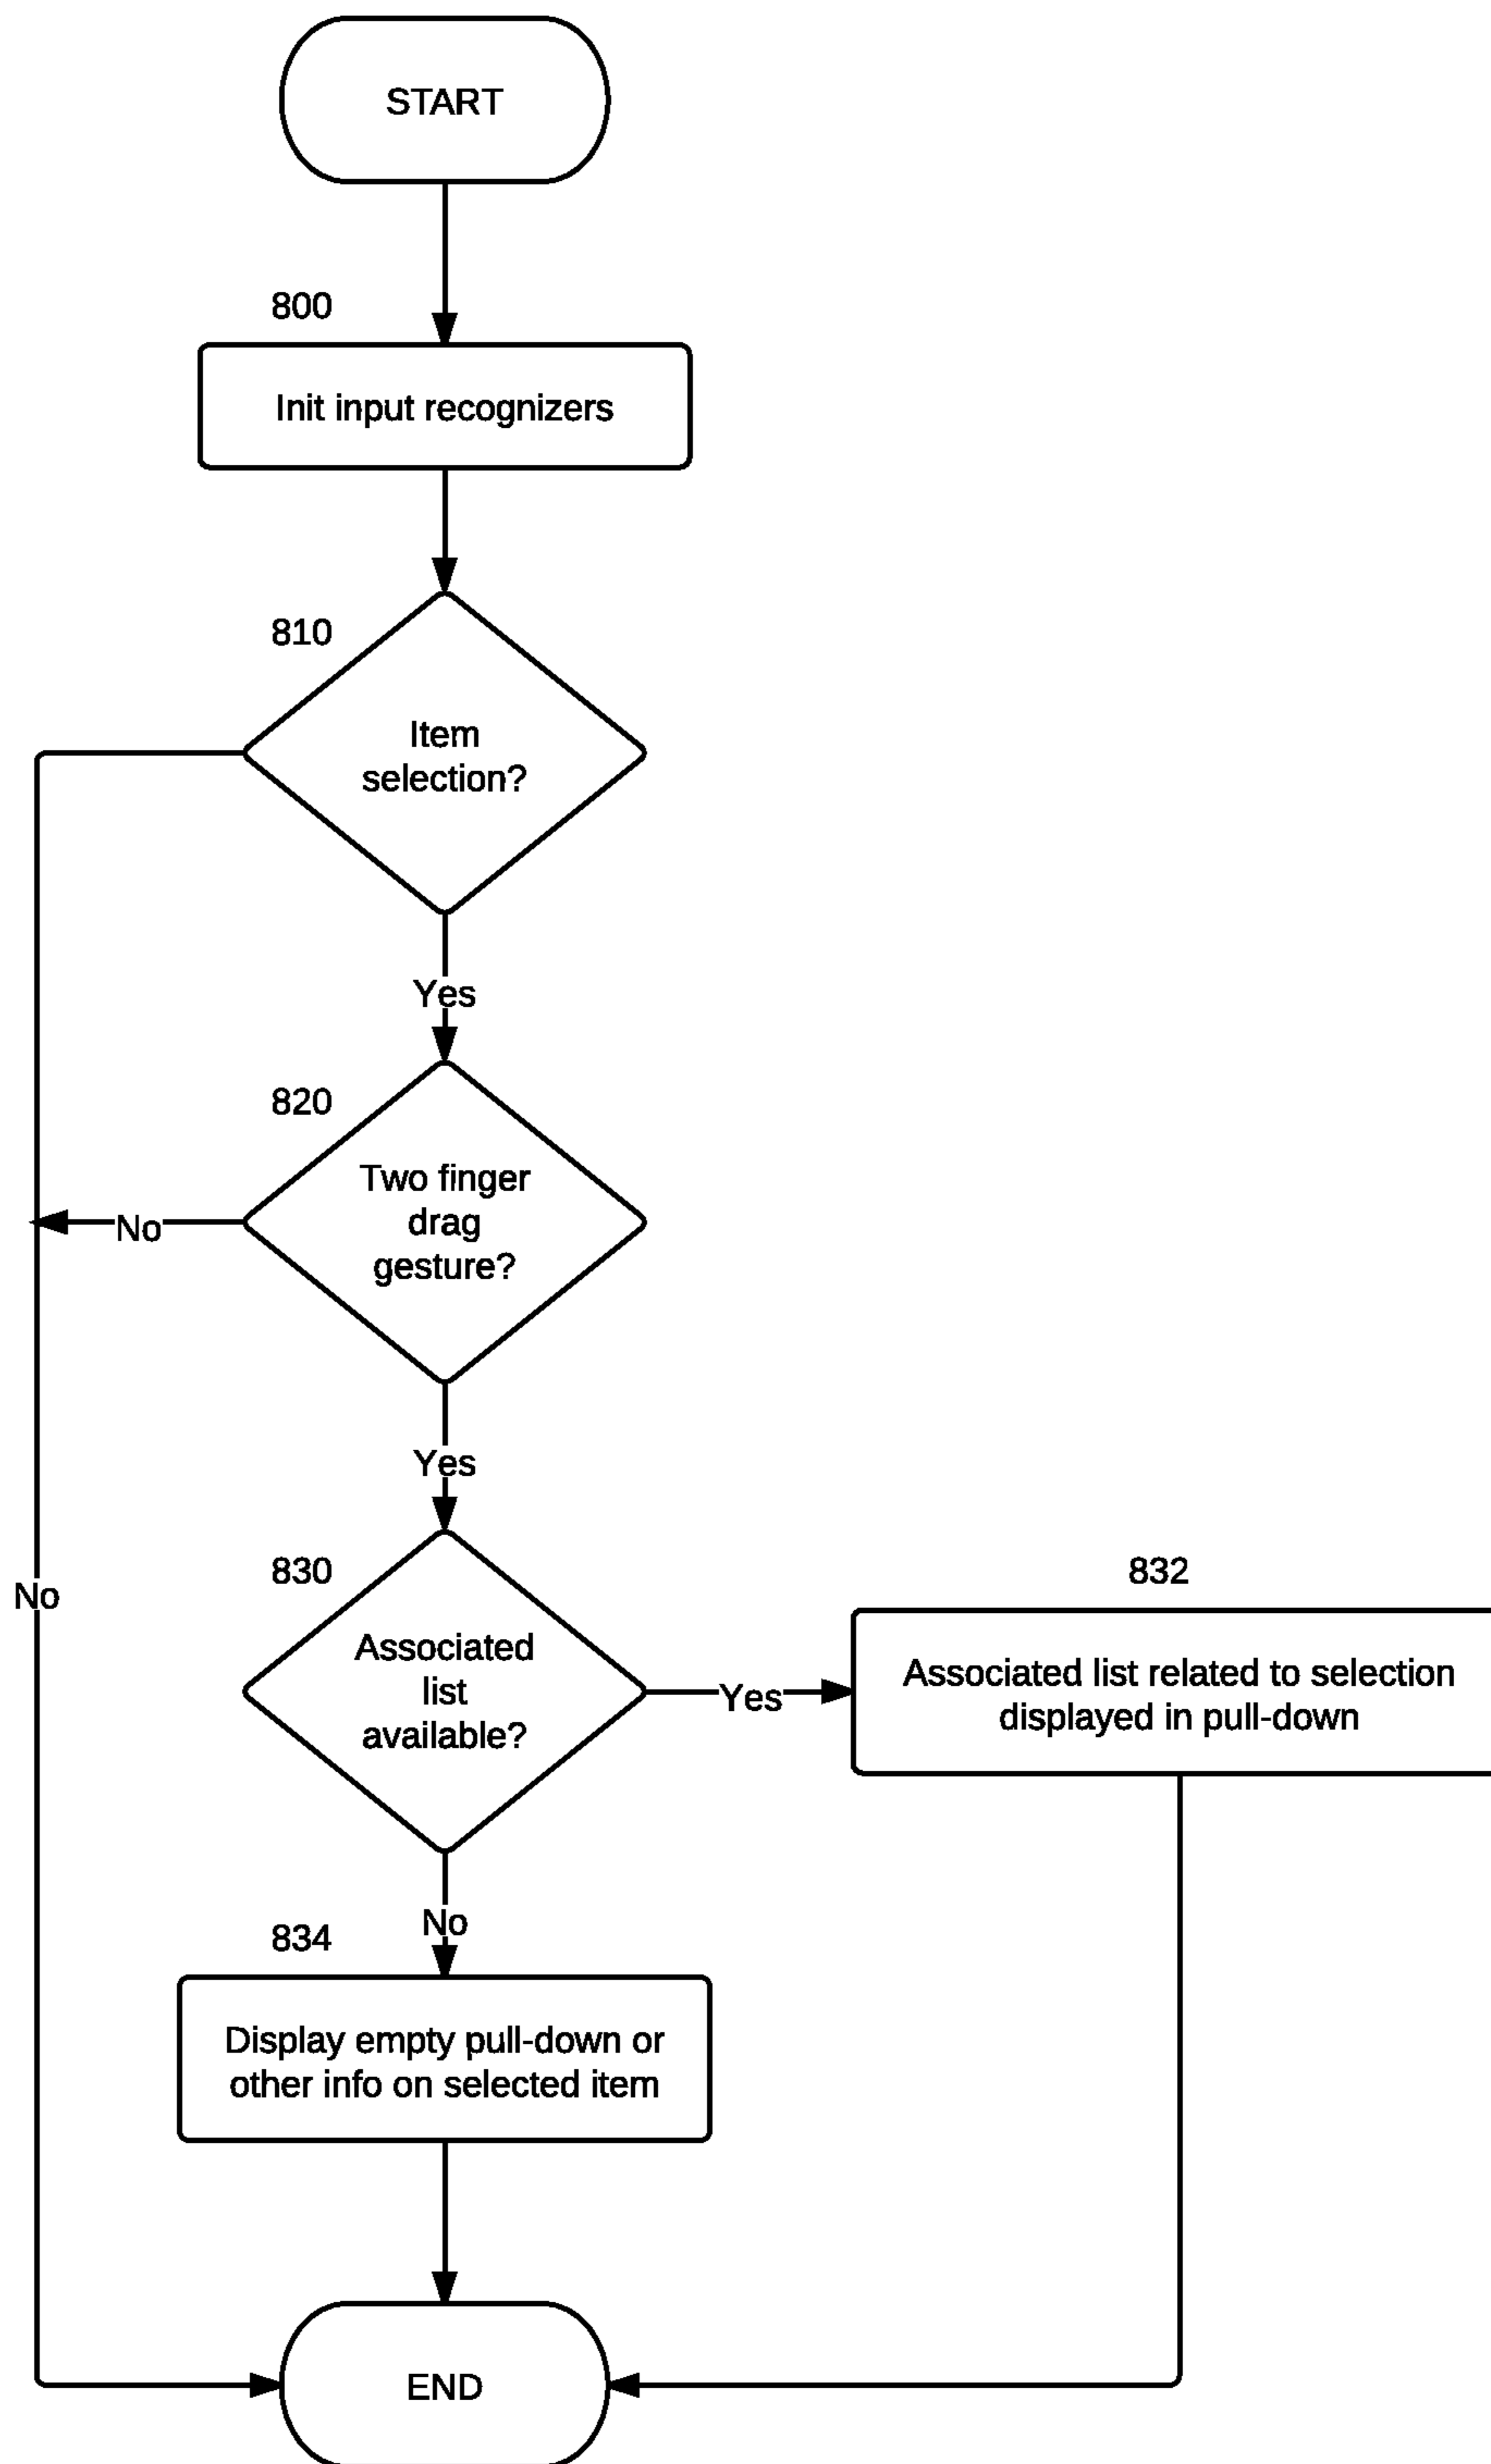 START
800
Init input recognizers
810
Item
selection?
Yes
820
Two finger
drag
gesture?
No
Yes
830
832
No
Associated
list
available?
Yes
Associated list related to selection
displayed in pull-down
No
834
Display empty pull-down or
other info on selected item
END